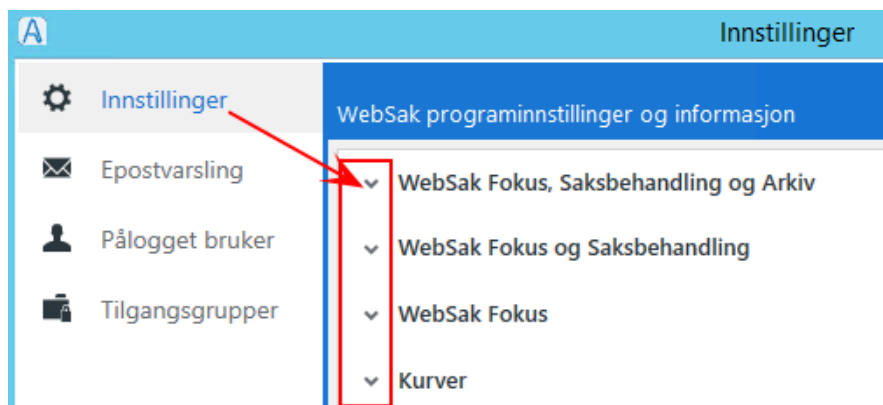 A
Innstillinger
Innstillinger
Epostvarsling
Pålogget bruker
Tilgangsgrupper
WebSak programinnstillinger og informasjon
WebSak Fokus, Saksbehandling og Arkiv
WebSak Fokus og Saksbehandling
WebSak Fokus
Kurver